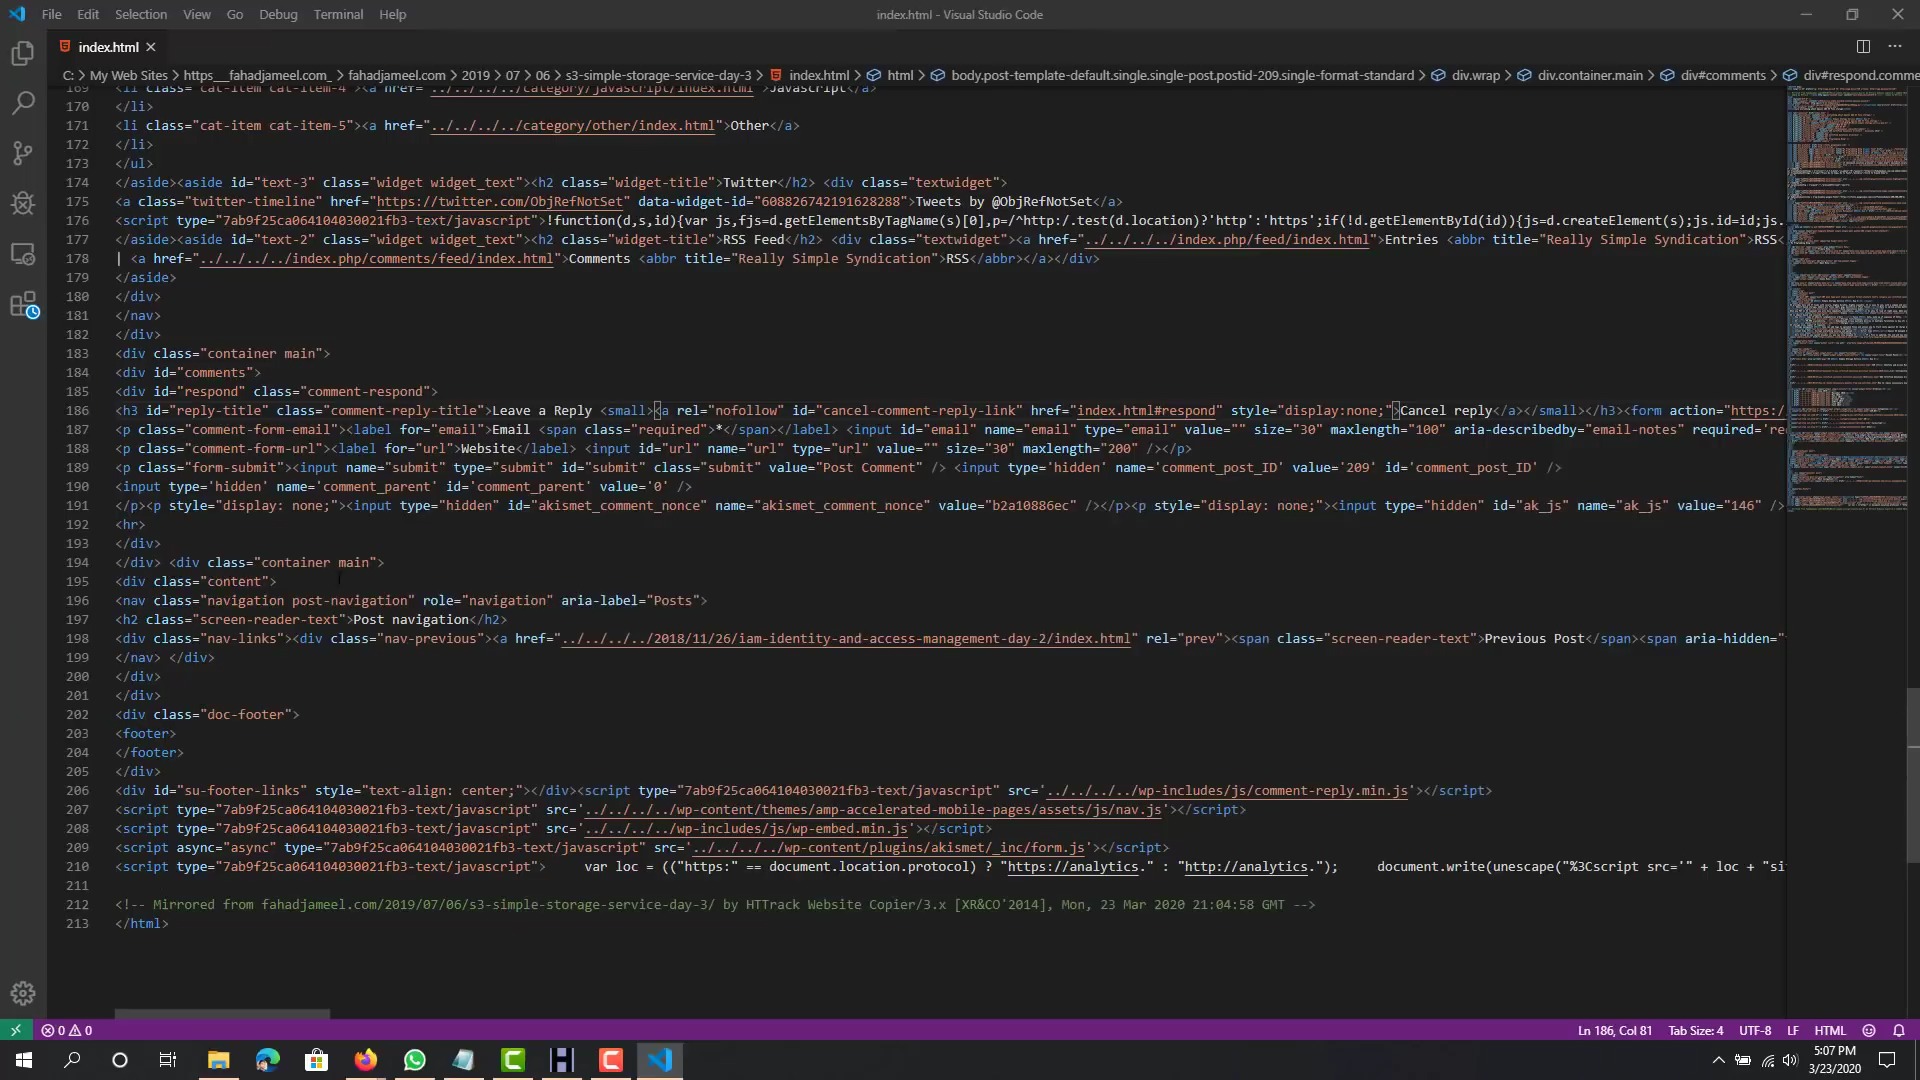 File Edit Selection View Go Debug Terminal Help
index.html - Visual Studio Code
index.html
C: > My Web Sites > https___fahadjameel.com_ > fahadjameel.com > 2019 > 07 > 06 > s3-simple-storage-service-day-3 > index.html > html > body.post-template-default.single.single-post.postid-209.single-format-standard > div.wrap > div.container.main > div#comments > div#respond.comme
169 <li class="cat-item cat-item-4"><a href="../../../../category/javascript/index.html">Javascript</a>
170 </li>
171 <li class="cat-item cat-item-5"><a href="../../../../category/other/index.html">Other</a>
172 </li>
173 </ul>
174 </aside><aside id="text-3" class="widget widget_text"><h2 class="widget-title">Twitter</h2> <div class="textwidget">
175 <a class="twitter-timeline" href="https://twitter.com/ObjRefNotSet" data-widget-id="608826742191628288">Tweets by @ObjRefNotSet</a>
176 <script type="7ab9f25ca064104030021fb3-text/javascript">!function(d,s,id){var js,fjs=d.getElementsByTagName(s)[0],p=/^http:/.test(d.location)?'http':'https';if(!d.getElementById(id)){js=d.createElement(s);js.id=id;js.
177 </aside><aside id="text-2" class="widget widget_text"><h2 class="widget-title">RSS Feed</h2> <div class="textwidget"><a href="../../../../index.php/feed/index.html">Entries <abbr title="Really Simple Syndication">RSS<
178 | <a href="../../../../index.php/comments/feed/index.html">Comments <abbr title="Really Simple Syndication">RSS</abbr></a></div>
179 </aside>
180 </div>
181 </nav>
182 </div>
183 <div class="container main">
184 <div id="comments">
185 <div id="respond" class="comment-respond">
186 <h3 id="reply-title" class="comment-reply-title">Leave a Reply <small><a rel="nofollow" id="cancel-comment-reply-link" href="index.html#respond" style="display:none;">Cancel reply</a></small></h3><form action="https:/
187 <p class="comment-form-email"><label for="email">Email <span class="required">*</span></label> <input id="email" name="email" type="email" value="" size="30" maxlength="100" aria-describedby="email-notes" required='re
188 <p class="comment-form-url"><label for="url">Website</label> <input id="url" name="url" type="url" value="" size="30" maxlength="200" /></p>
189 <p class="form-submit"><input name="submit" type="submit" id="submit" class="submit" value="Post Comment" /> <input type='hidden' name='comment_post_ID' value='209' id='comment_post_ID' />
190 <input type='hidden' name='comment_parent' id='comment_parent' value='0' />
191 </p><p style="display: none;"><input type="hidden" id="akismet_comment_nonce" name="akismet_comment_nonce" value="b2a10886ec" /></p><p style="display: none;"><input type="hidden" id="ak_js" name="ak_js" value="146" />
192 <hr>
193 </div>
194 </div> <div class="container main">
195 <div class="content">
196 <nav class="navigation post-navigation" role="navigation" aria-label="Posts">
197 <h2 class="screen-reader-text">Post navigation</h2>
198 <div class="nav-links"><div class="nav-previous"><a href="../../../../2018/11/26/iam-identity-and-access-management-day-2/index.html" rel="prev"><span class="screen-reader-text">Previous Post</span><span aria-hidden="
199 </nav> </div>
200 </div>
201 </div>
202 <div class="doc-footer">
203 <footer>
204 </footer>
205 </div>
206 <div id="su-footer-links" style="text-align: center;"></div><script type="7ab9f25ca064104030021fb3-text/javascript" src='../../../../wp-includes/js/comment-reply.min.js'></script>
207 <script type="7ab9f25ca064104030021fb3-text/javascript" src='../../../../wp-content/themes/amp-accelerated-mobile-pages/assets/js/nav.js'></script>
208 <script type="7ab9f25ca064104030021fb3-text/javascript" src='../../../../wp-includes/js/wp-embed.min.js'></script>
209 <script async="async" type="7ab9f25ca064104030021fb3-text/javascript" src='../../../../wp-content/plugins/akismet/_inc/form.js'></script>
210 <script type="7ab9f25ca064104030021fb3-text/javascript"> var loc = (("https:" == document.location.protocol) ? "https://analytics." : "http://analytics."); document.write(unescape("%3Cscript src='" + loc + "si
211
212 <!-- Mirrored from fahadjameel.com/2019/07/06/s3-simple-storage-service-day-3/ by HTTrack Website Copier/3.x [XR&CO'2014], Mon, 23 Mar 2020 21:04:58 GMT -->
213 </html>
0 0
Ln 186, Col 81 Tab Size: 4 UTF-8 LF HTML
5:07 PM
3/23/2020